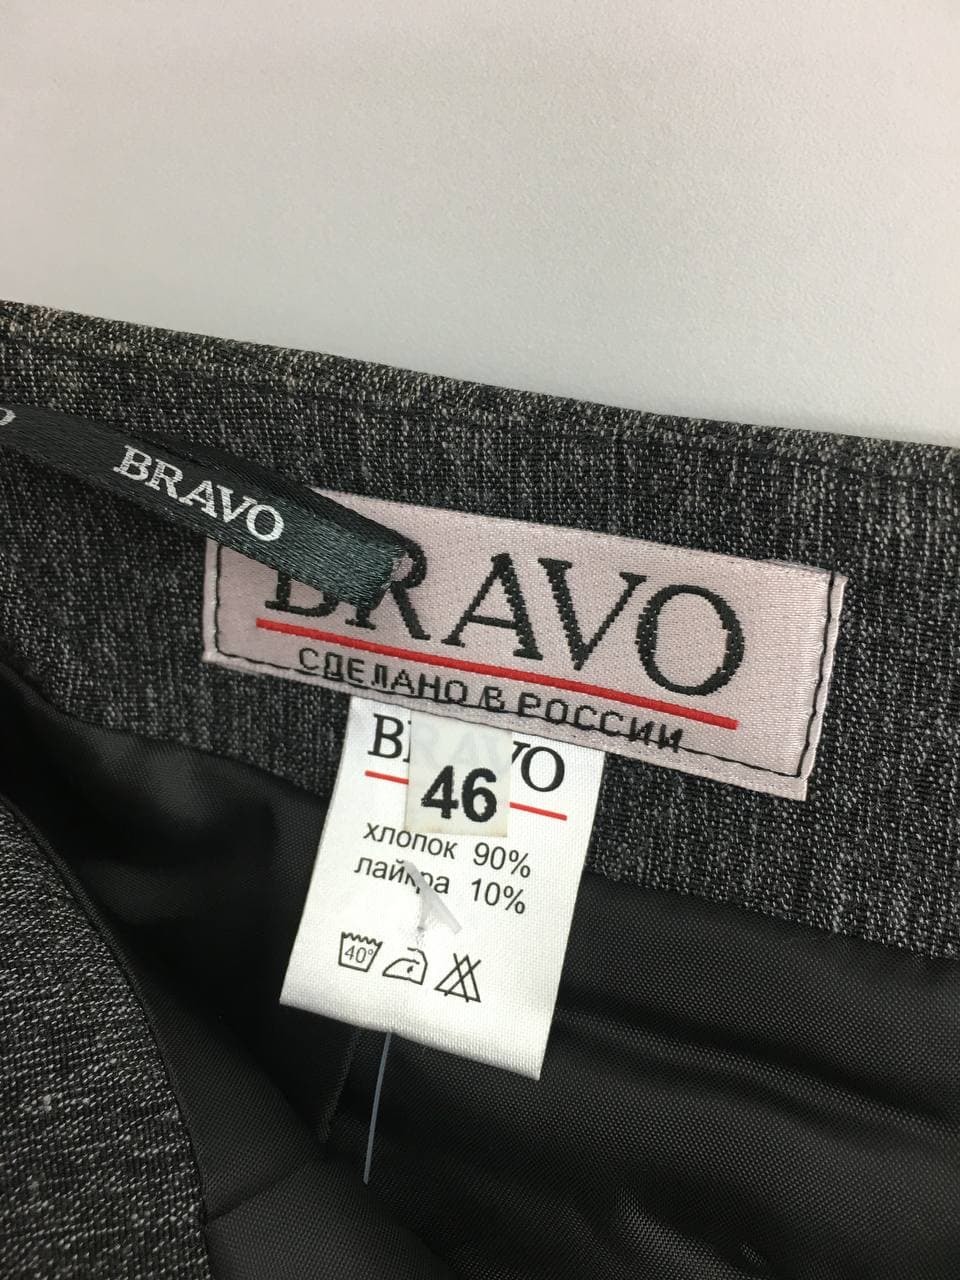 BRAVO
BRAVO
СДЕЛАНО В РОССИИ
BRAVO
46
хлопок 90%
лайкра 10%
40°